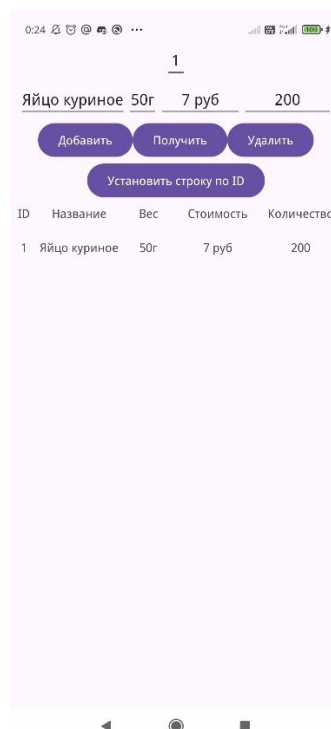 0:24
1
Яйцо куриное 50г 7 руб 200
Добавить Получить Удалить
Установить строку по ID
ID Название Вес Стоимость Количество
1 Яйцо куриное 50г 7 руб 200